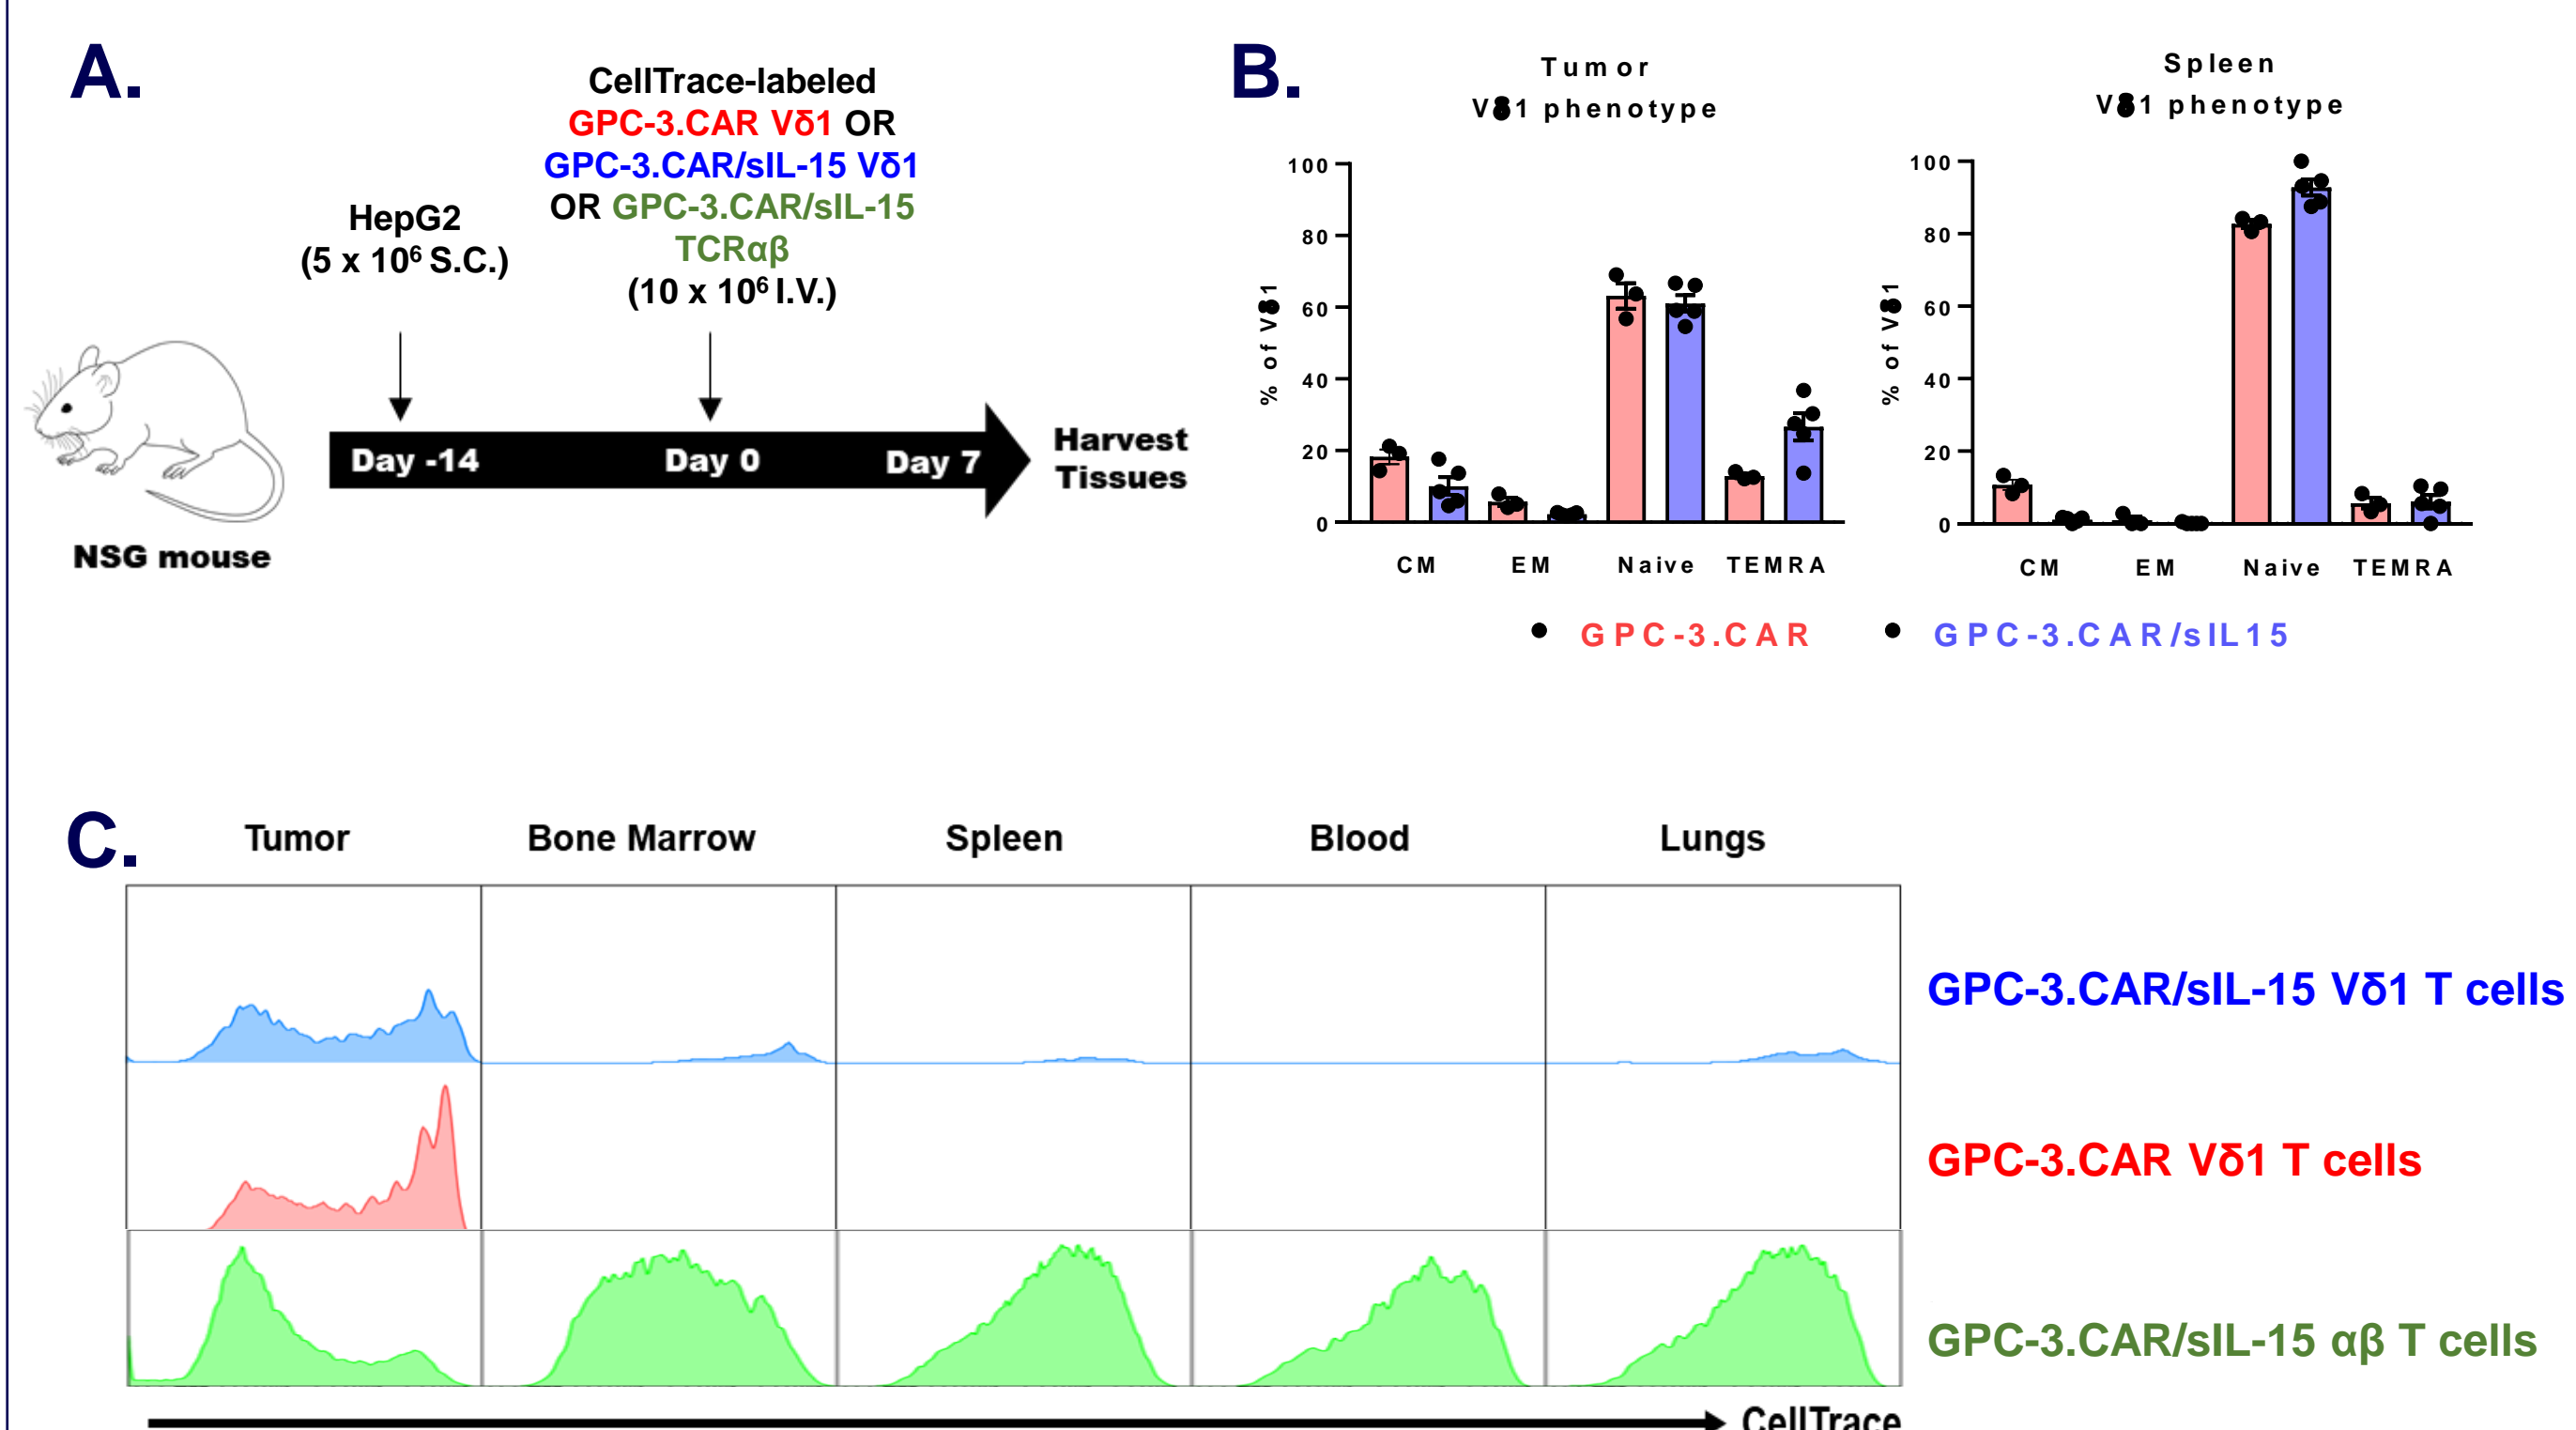 A.
CellTrace-labeled
GPC-3.CAR Vδ1 OR
GPC-3.CAR/sIL-15 Vδ1
OR GPC-3.CAR/sIL-15
TCRαβ
(10 x 10⁶ I.V.)
HepG2
(5 x 10⁶ S.C.)
Day -14
Day 0
Day 7
Harvest
Tissues
NSG mouse
B.
Tumor
Vδ1 phenotype
% of Vδ1
100
80
60
40
20
0
CM EM Naive TEMRA
Spleen
Vδ1 phenotype
% of Vδ1
100
80
60
40
20
0
CM EM Naive TEMRA
GPC-3.CAR GPC-3.CAR/sIL15
C.
Tumor Bone Marrow Spleen Blood Lungs
GPC-3.CAR/sIL-15 Vδ1 T cells
GPC-3.CAR Vδ1 T cells
GPC-3.CAR/sIL-15 αβ T cells
CellTrace